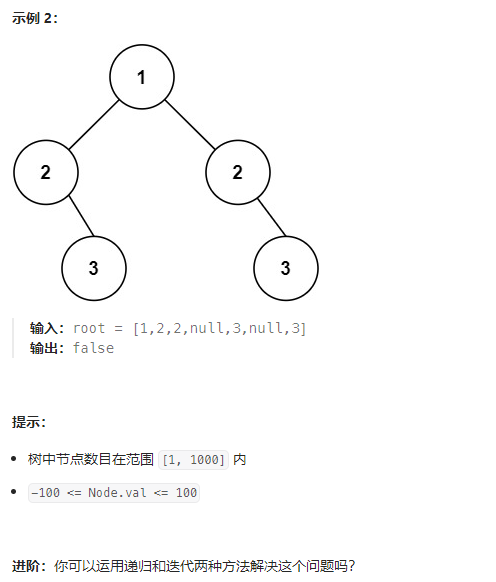 示例 2：
1
2
2
3
3
输入：root = [1,2,2,null,3,null,3]
输出：false
提示：
树中节点数目在范围 [1, 1000] 内
-100 <= Node.val <= 100
进阶：你可以运用递归和迭代两种方法解决这个问题吗？